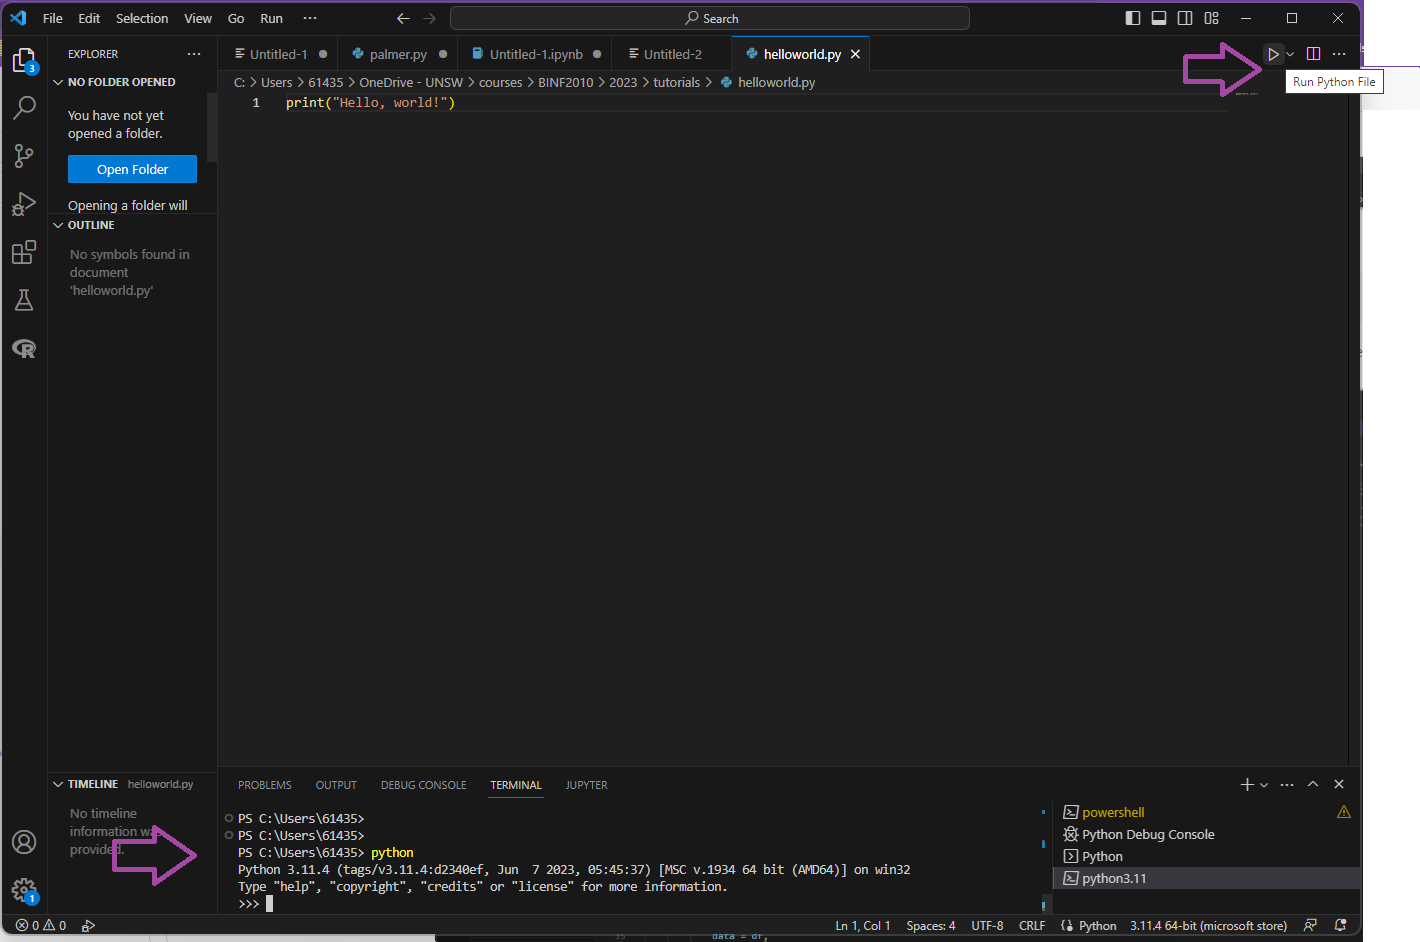 File Edit Selection View Go Run ···
Search
EXPLORER ···
3
NO FOLDER OPENED
You have not yet
opened a folder.
Open Folder
Opening a folder will
OUTLINE
No symbols found in
document
'helloworld.py'
TIMELINE helloworld.py
No timeline
information wa
provided.
1
Untitled-1
palmer.py
Untitled-1.ipynb
Untitled-2
helloworld.py
Run Python File
C: > Users > 61435 > OneDrive - UNSW > courses > BINF2010 > 2023 > tutorials > helloworld.py
1 print("Hello, world!")
PROBLEMS OUTPUT DEBUG CONSOLE TERMINAL JUPYTER
PS C:\Users\61435>
PS C:\Users\61435>
PS C:\Users\61435> python
Python 3.11.4 (tags/v3.11.4:d2340ef, Jun  7 2023, 05:45:37) [MSC v.1934 64 bit (AMD64)] on win32
Type "help", "copyright", "credits" or "license" for more information.
>>>
powershell
Python Debug Console
Python
python3.11
0 0
Ln 1, Col 1 Spaces: 4 UTF-8 CRLF Python 3.11.4 64-bit (microsoft store)
35 data = df,